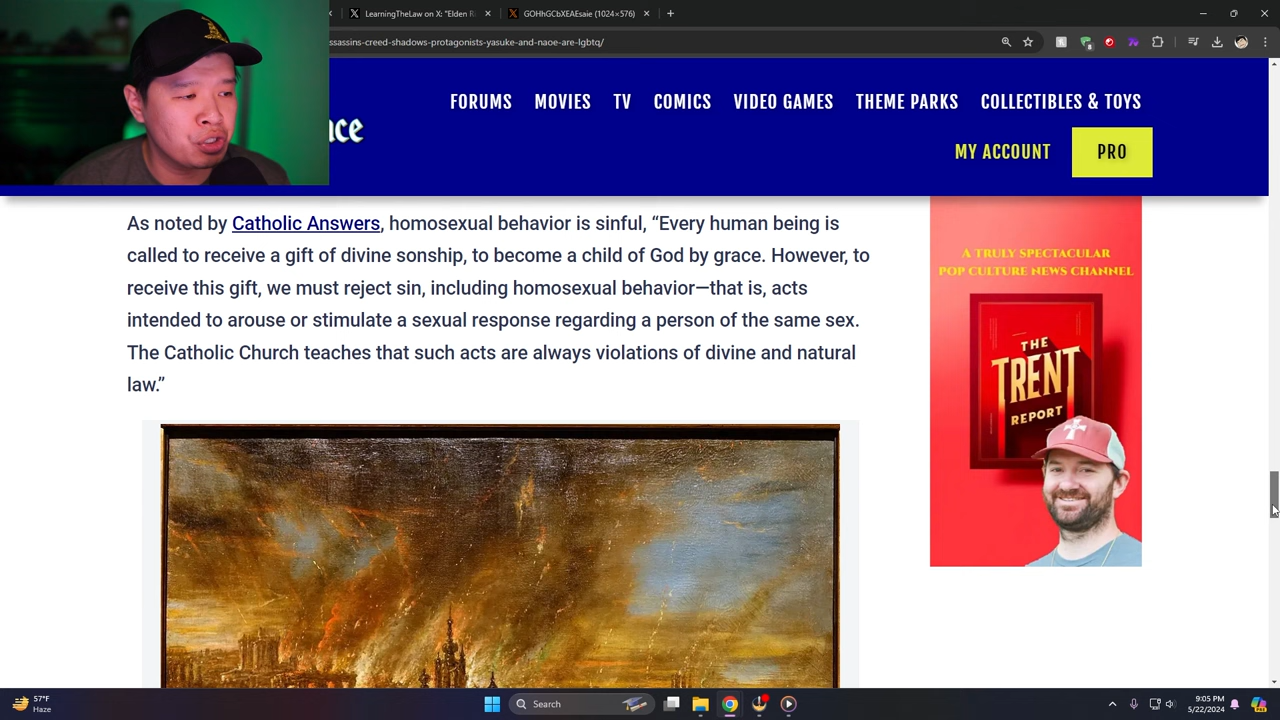 LearningTheLaw on X: "Elden R
GOHhGCbXEAEsaie (1024×576)
assassins-creed-shadows-protagonists-yasuke-and-naoe-are-lgbtq/
FORUMS MOVIES TV COMICS VIDEO GAMES THEME PARKS COLLECTIBLES & TOYS
ace
MY ACCOUNT PRO
As noted by Catholic Answers, homosexual behavior is sinful, “Every human being is
called to receive a gift of divine sonship, to become a child of God by grace. However, to
receive this gift, we must reject sin, including homosexual behavior—that is, acts
intended to arouse or stimulate a sexual response regarding a person of the same sex.
The Catholic Church teaches that such acts are always violations of divine and natural
law.”
A TRULY SPECTACULAR
POP CULTURE NEWS CHANNEL
THE
TRENT
REPORT
57°F
Haze
Search
9:05 PM
5/22/2024